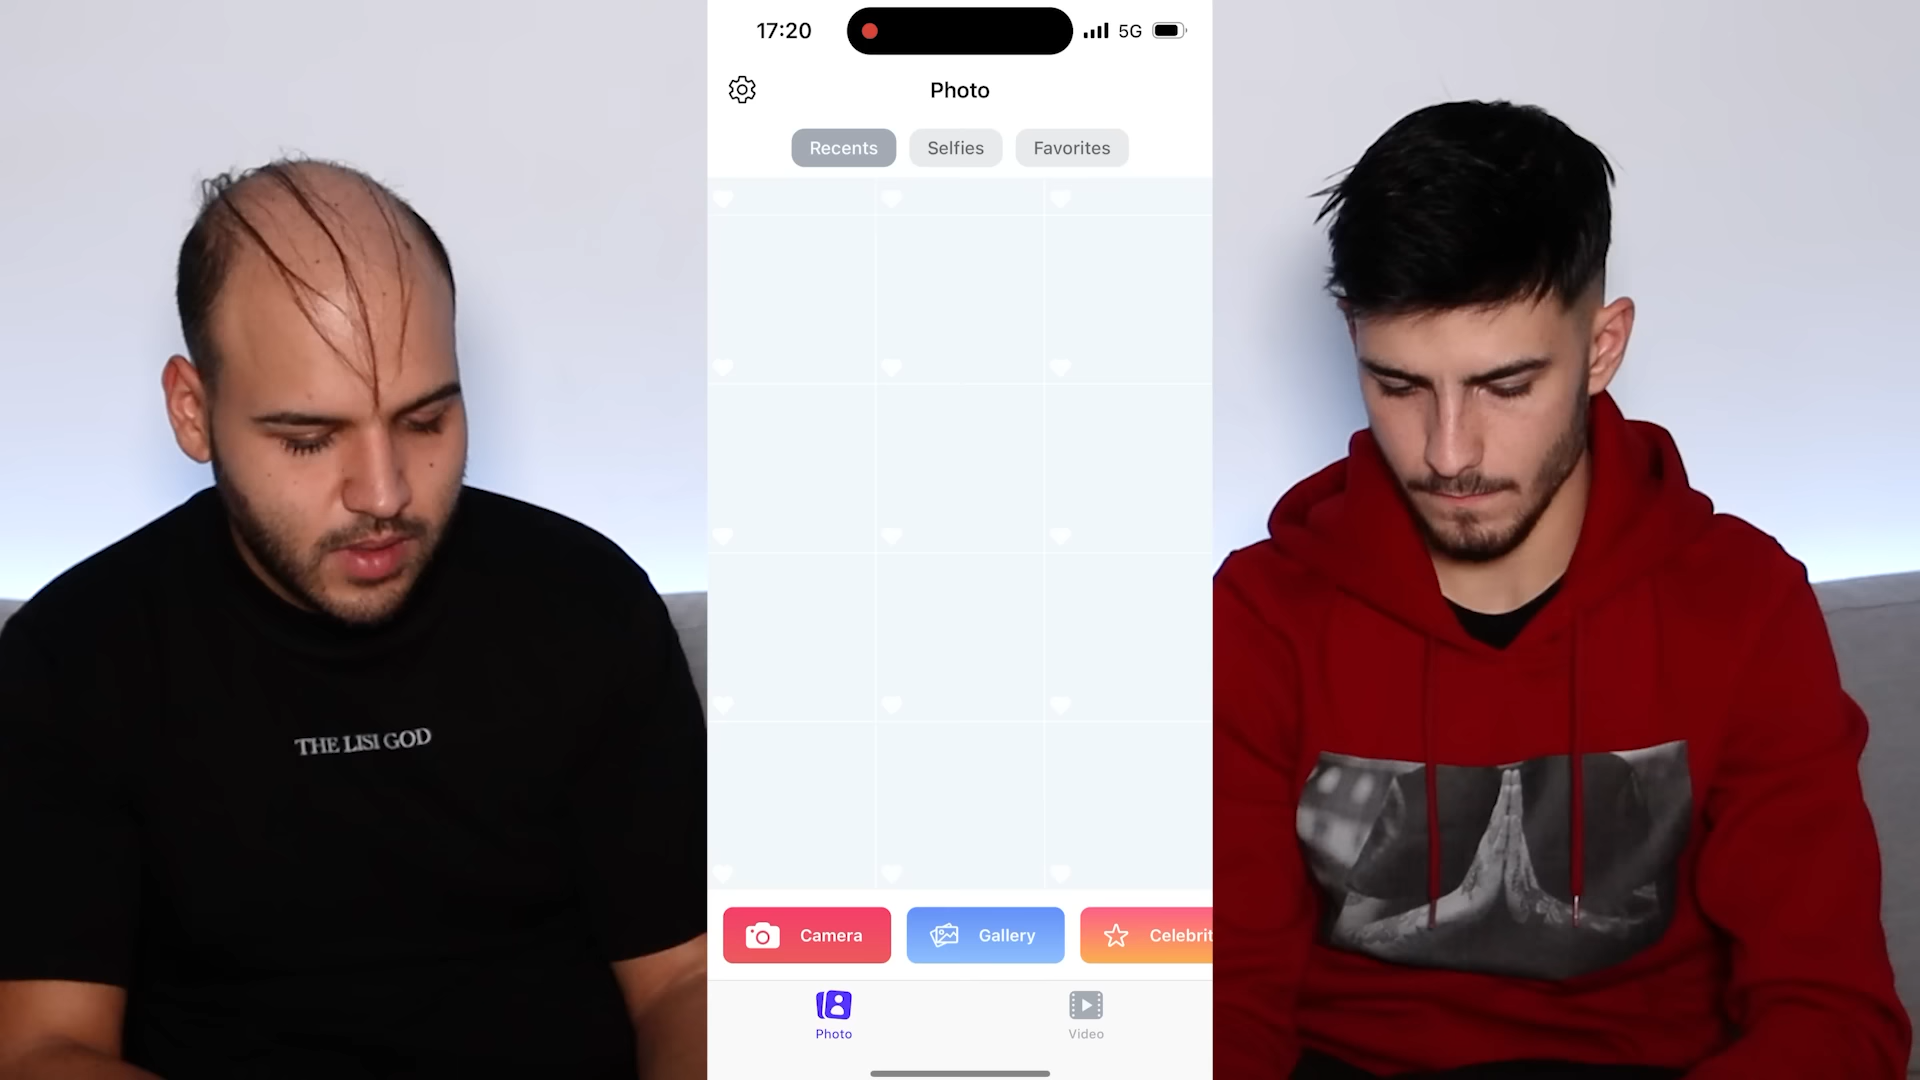 17:20
5G
Photo
Recents
Selfies
Favorites
Camera
Gallery
Celebrit
Photo
Video
THE LISI GOD